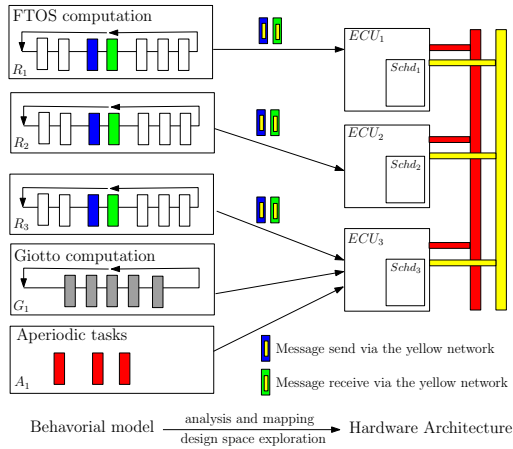 FTOS computation
R1
ECU1
Schd1
R2
ECU2
Schd2
R3
ECU3
Schd3
Giotto computation
G1
Aperiodic tasks
A1
Message send via the yellow network
Message receive via the yellow network
Behavorial model
analysis and mapping
design space exploration
Hardware Architecture